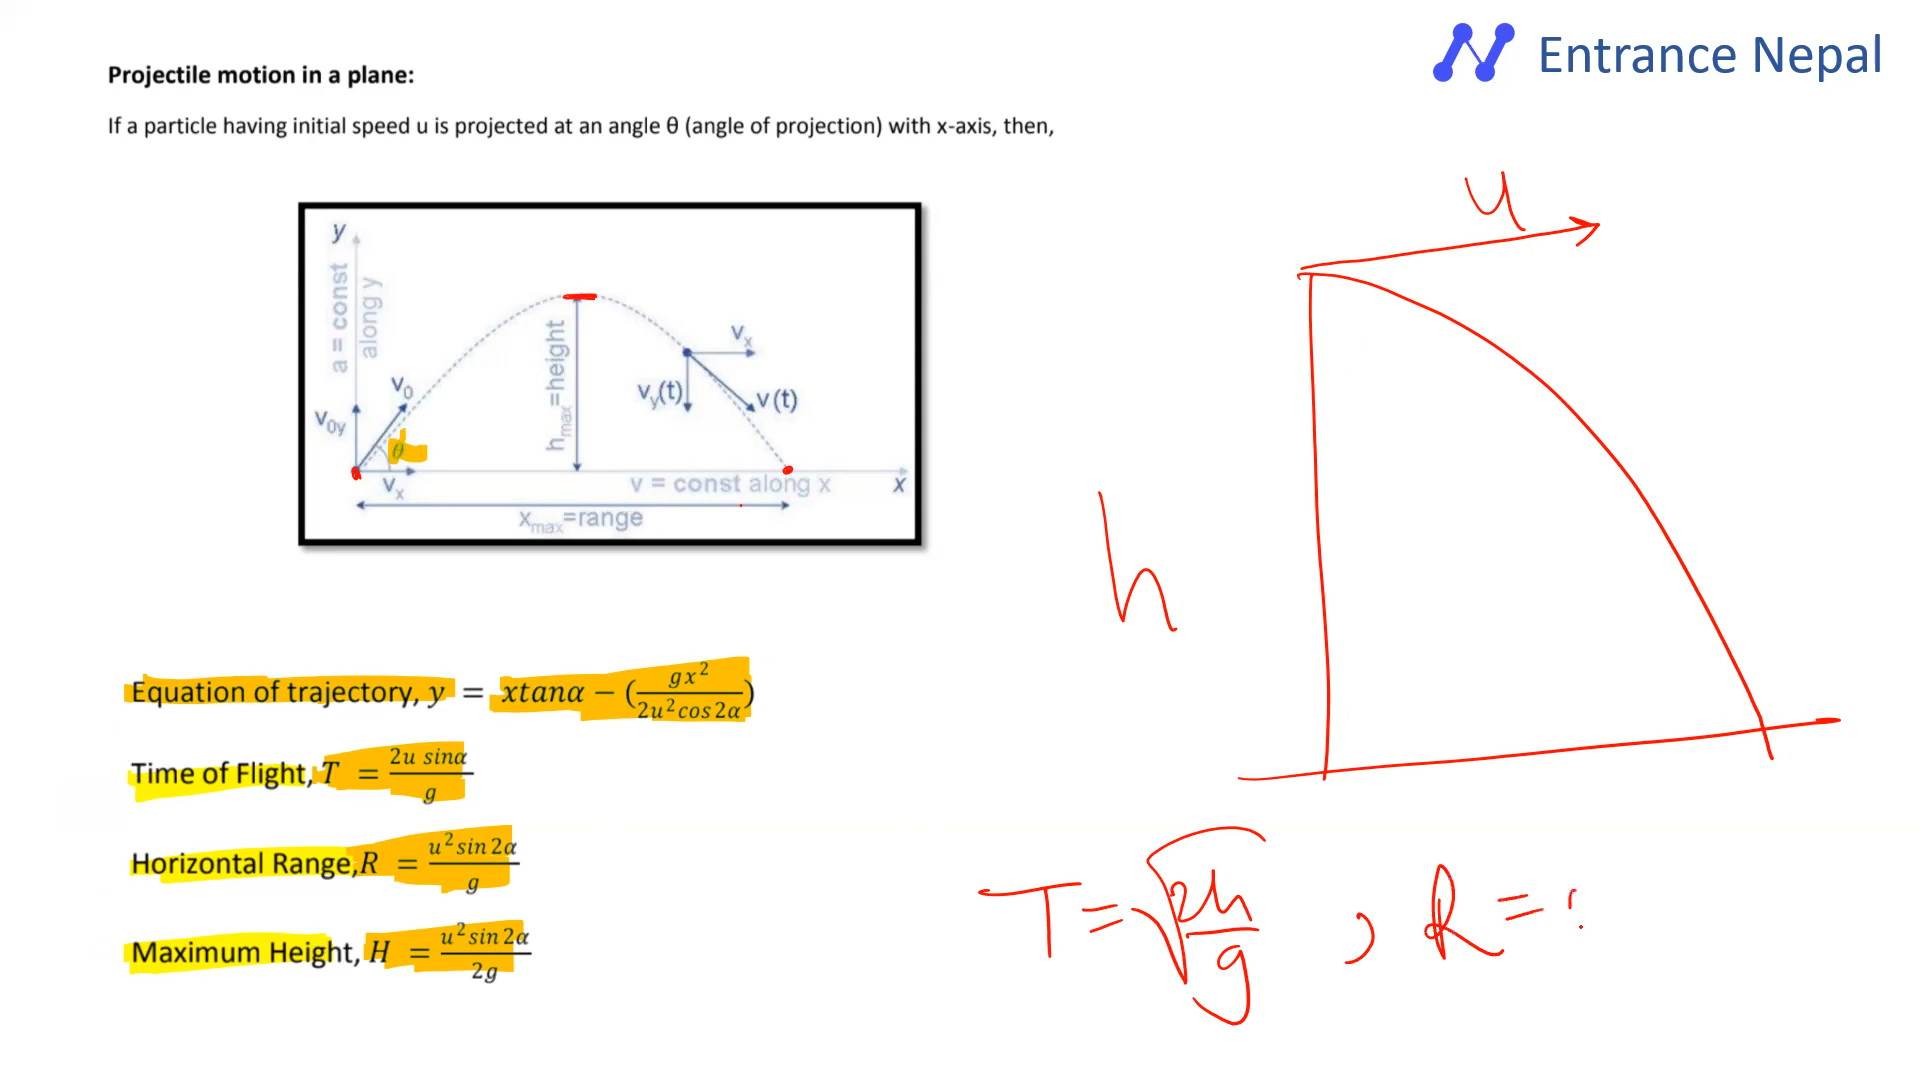 Entrance Nepal
Projectile motion in a plane:
If a particle having initial speed u is projected at an angle θ (angle of projection) with x-axis, then,
y
a = const
along y
v₀
v₀y
θ
vₓ
hmax=height
vₓ
vy(t)
v(t)
v = const along x
x
xmax=range
u
h
Equation of trajectory, y = xtanα − (gx²/2u²cos2α)
Time of Flight, T = 2u sinα/g
Horizontal Range,R = u²sin2α/g
Maximum Height, H = u²sin2α/2g
T = √2h/g , R =